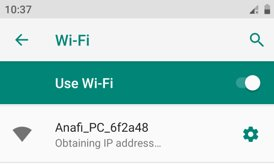 10:37
Wi-Fi
Use Wi-Fi
Anafi_PC_6f2a48
Obtaining IP address…